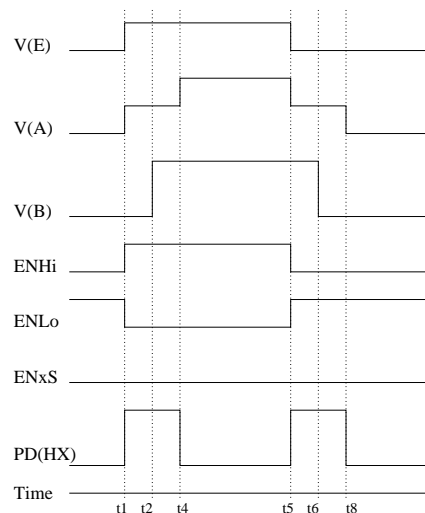 V(E)
V(A)
V(B)
ENHi
ENLo
ENxS
PD(HX)
Time
t1 t2 t4 t5 t6 t8